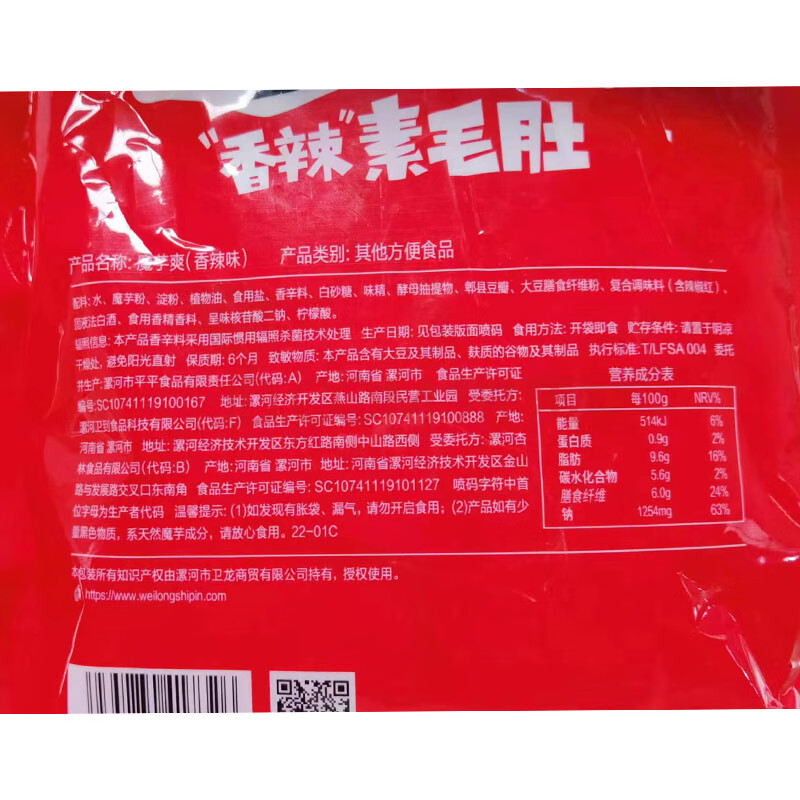 “香辣”素毛肚
产品名称: 魔芋爽(香辣味) 产品类别: 其他方便食品
配料:水、魔芋粉、淀粉、植物油、食用盐、香辛料、白砂糖、味精、酵母抽提物、郫县豆瓣、大豆膳食纤维粉、复合调味料(含辣椒红)、
固液法白酒、食用香精香料、呈味核苷酸二钠、柠檬酸。
辐照信息: 本产品香辛料采用国际惯用辐照杀菌技术处理 生产日期: 见包装版面喷码 食用方法: 开袋即食 贮存条件: 请置于阴凉
干燥处, 避免阳光直射 保质期: 6个月 致敏物质: 本产品含有大豆及其制品、麸质的谷物及其制品 执行标准:T/LFSA 004 委托
并生产:漯河市平平食品有限责任公司(代码:A) 产地: 河南省 漯河市 食品生产许可证
编号:SC10741119100167 地址: 漯河经济开发区燕山路南段民营工业园 受委托方:
漯河卫到食品科技有限公司(代码:F) 食品生产许可证编号: SC10741119100888 产地:
河南省 漯河市 地址: 漯河经济技术开发区东方红路南侧中山路西侧 受委托方: 漯河杏
林食品有限公司(代码:B) 产地: 河南省 漯河市 地址: 河南省漯河经济技术开发区金山
路与发展路交叉口东南角 食品生产许可证编号: SC10741119101127 喷码字符中首
位字母为生产者代码 温馨提示: (1)如发现有胀袋、漏气, 请勿开启食用; (2)产品如有少
量黑色物质, 系天然魔芋成分, 请放心食用。22-01C
营养成分表
项目 每100g NRV%
能量 514kJ 6%
蛋白质 0.9g 2%
脂肪 9.6g 16%
碳水化合物 5.6g 2%
膳食纤维 6.0g 24%
钠 1254mg 63%
本包装所有知识产权由漯河市卫龙商贸有限公司持有, 授权使用。
https://www.weilongshipin.com